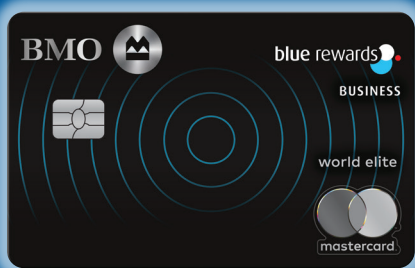 BMO
blue rewards
BUSINESS
world elite
mastercard